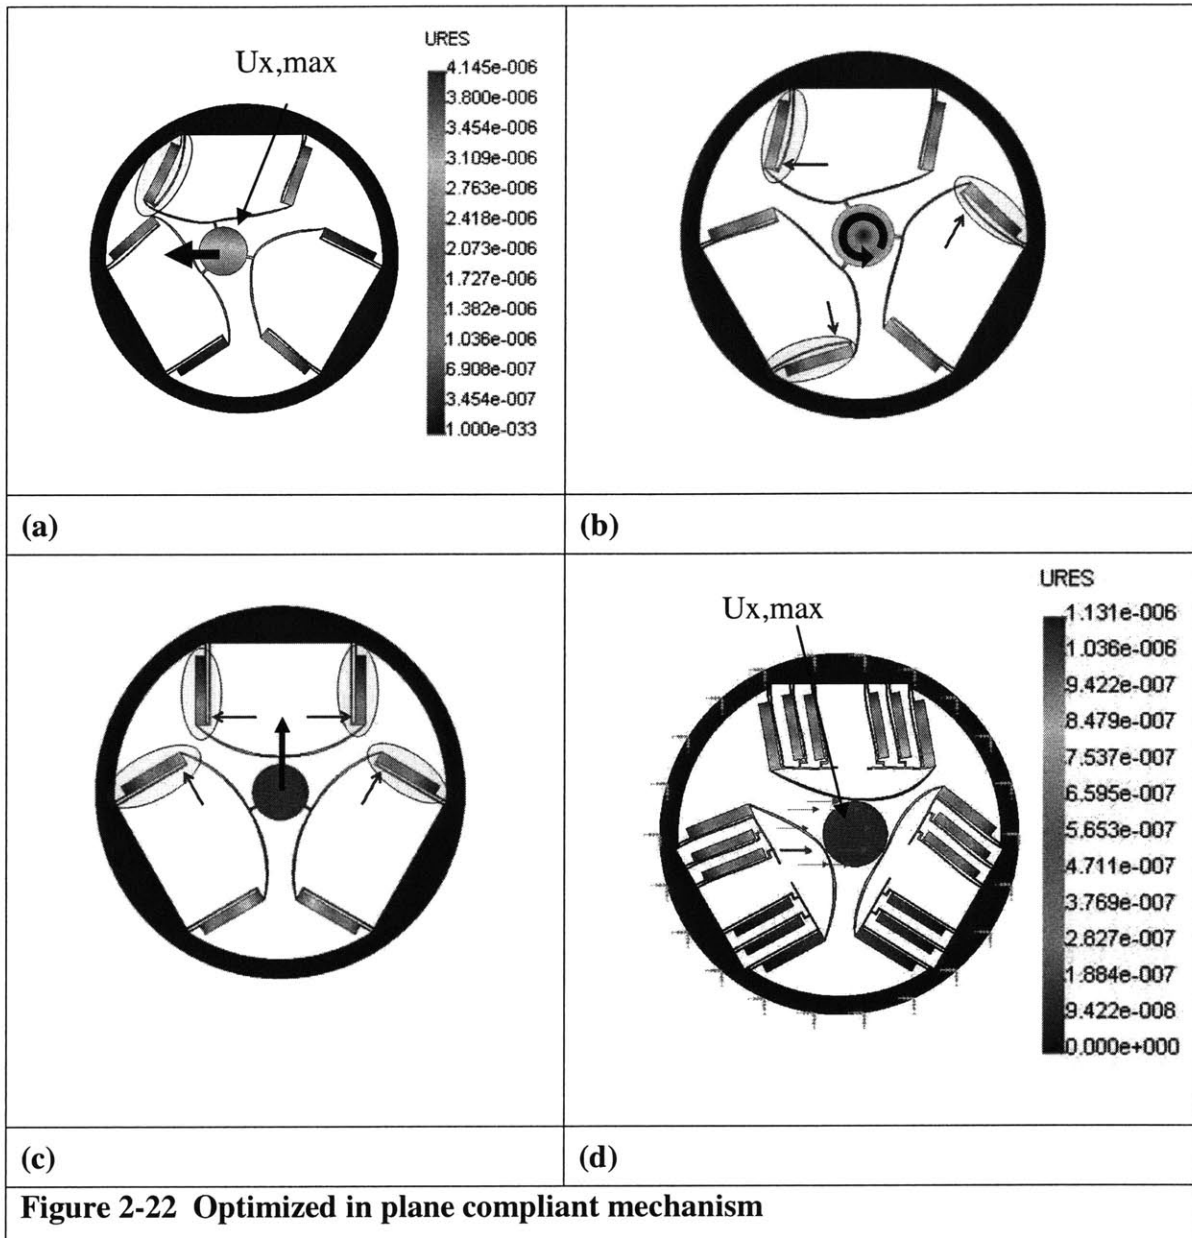 URES
Ux,max
4.145e-006
3.800e-006
3.454e-006
3.109e-006
2.763e-006
2.418e-006
2.073e-006
1.727e-006
1.382e-006
1.036e-006
6.908e-007
3.454e-007
1.000e-033
(a)
(b)
URES
Ux,max
1.131e-006
1.036e-006
9.422e-007
8.479e-007
7.537e-007
6.595e-007
5.653e-007
4.711e-007
3.769e-007
2.827e-007
1.884e-007
9.422e-008
0.000e+000
(c)
(d)
Figure 2-22 Optimized in plane compliant mechanism